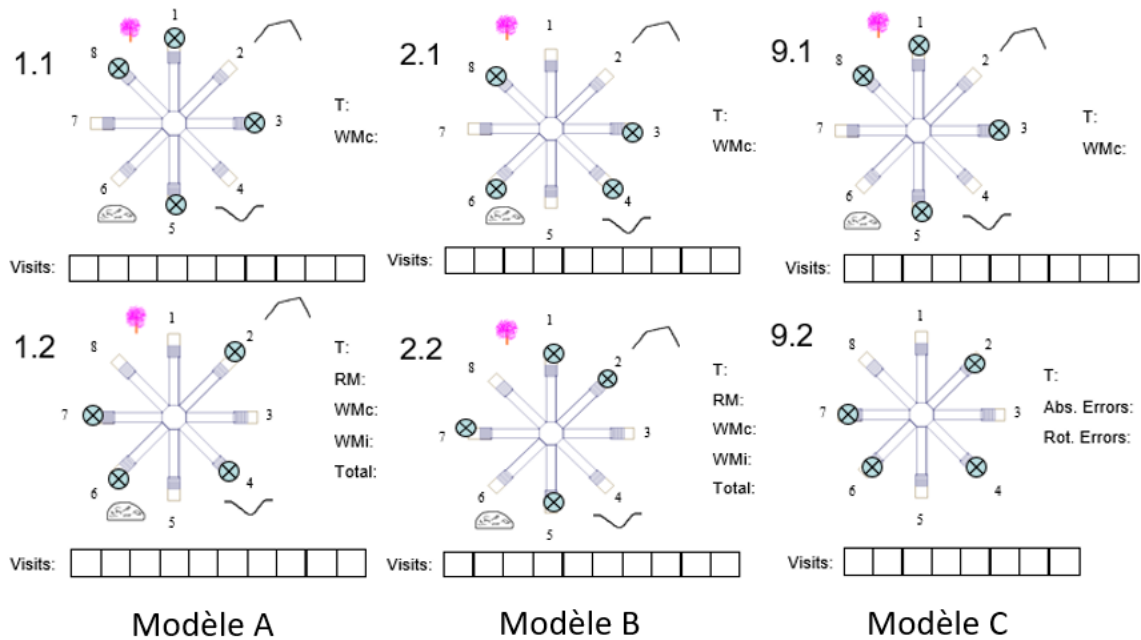 1.1
1
2
3
4
5
6
7
8
T:
WMc:
Visits:
2.1
1
2
3
4
5
6
7
8
T:
WMc:
Visits:
9.1
1
2
3
4
5
6
7
8
T:
WMc:
Visits:
1.2
1
2
3
4
5
6
7
8
T:
RM:
WMc:
WMi:
Total:
Visits:
2.2
1
2
3
4
5
6
7
8
T:
RM:
WMc:
WMi:
Total:
Visits:
9.2
1
2
3
4
5
6
7
8
T:
Abs. Errors:
Rot. Errors:
Visits:
Modèle A
Modèle B
Modèle C